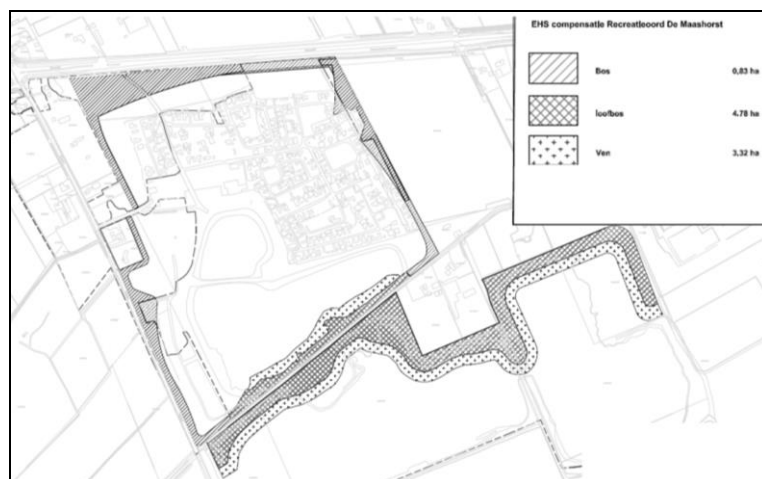 EHS compensatie Recreatieoord De Maashorst
Bos 0,83 ha
loofbos 4.78 ha
Ven 3,32 ha